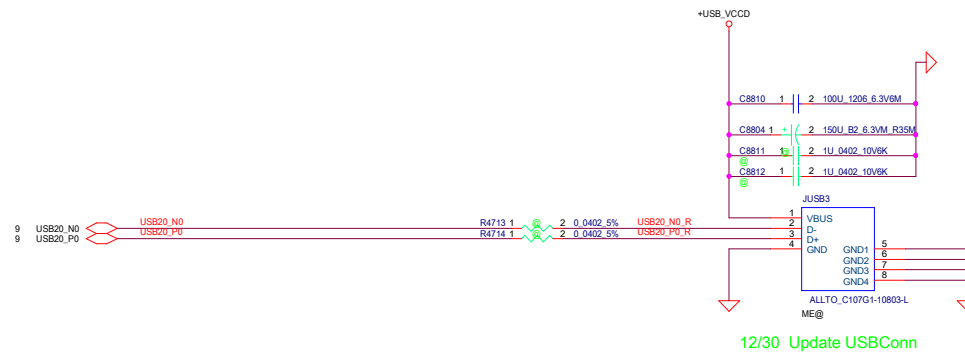 +USB_VCCD
C8810 1 2 100U_1206_6.3V6M
C8804 1 + 2 150U_B2_6.3VM_R35M
@
C8811 1 2 1U_0402_10V6K
@
C8812 1 2 1U_0402_10V6K
@
JUSB3
9 USB20_N0 USB20_N0 R4713 1 @ 2 0_0402_5% USB20_N0_R
9 USB20_P0 USB20_P0 R4714 1 @ 2 0_0402_5% USB20_P0_R
1 VBUS
2 D-
3 D+
4 GND
GND1 5
GND2 6
GND3 7
GND4 8
ALLTO_C107G1-10803-L
ME@
12/30 Update USBConn